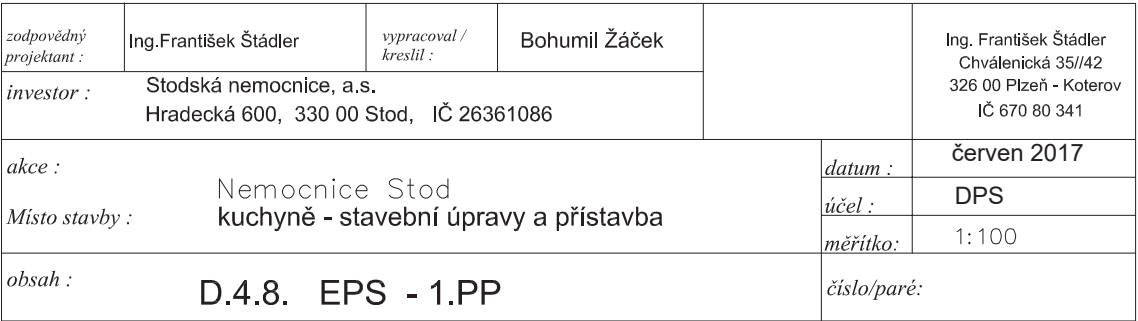 zodpovědný projektant :
Ing.František Štádler
vypracoval / kreslil :
Bohumil Žáček
Ing. František Štádler
Chválenická 35//42
326 00 Plzeň - Koterov
IČ 670 80 341
investor :
Stodská nemocnice, a.s.
Hradecká 600, 330 00 Stod, IČ 26361086
akce :
Nemocnice Stod
Místo stavby :
kuchyně - stavební úpravy a přístavba
datum :
červen 2017
účel :
DPS
měřítko:
1:100
obsah :
D.4.8. EPS - 1.PP
číslo/paré: